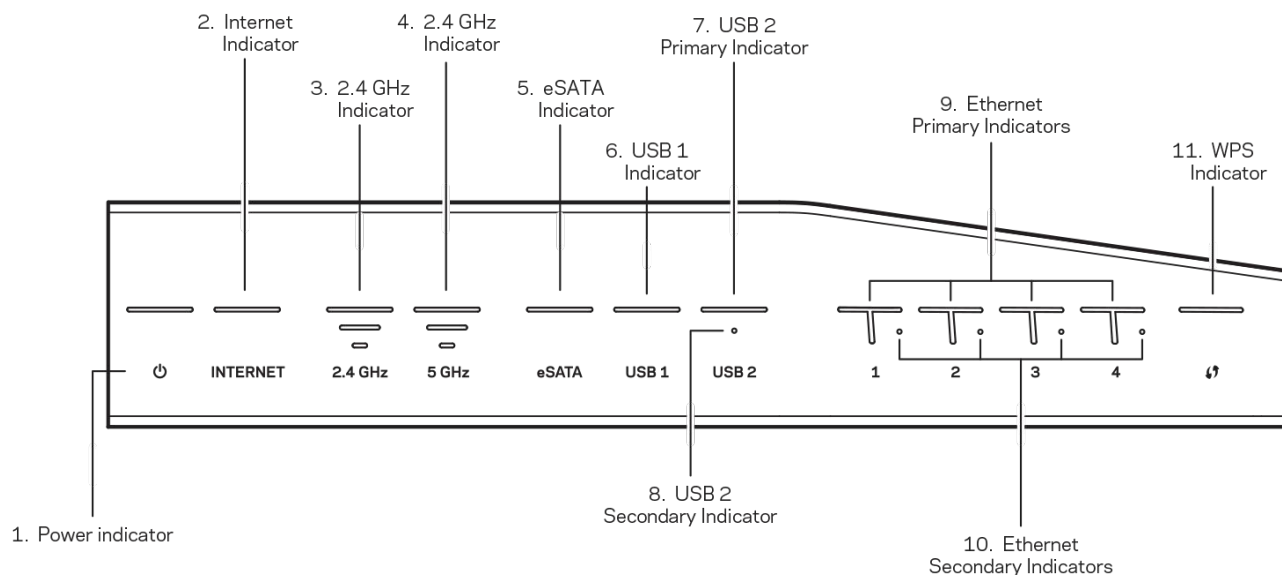 2. Internet
Indicator
4. 2.4 GHz
Indicator
7. USB 2
Primary Indicator
3. 2.4 GHz
Indicator
5. eSATA
Indicator
9. Ethernet
Primary Indicators
6. USB 1
Indicator
11. WPS
Indicator
INTERNET
2.4 GHz
5 GHz
eSATA
USB 1
USB 2
1
2
3
4
8. USB 2
Secondary Indicator
1. Power indicator
10. Ethernet
Secondary Indicators